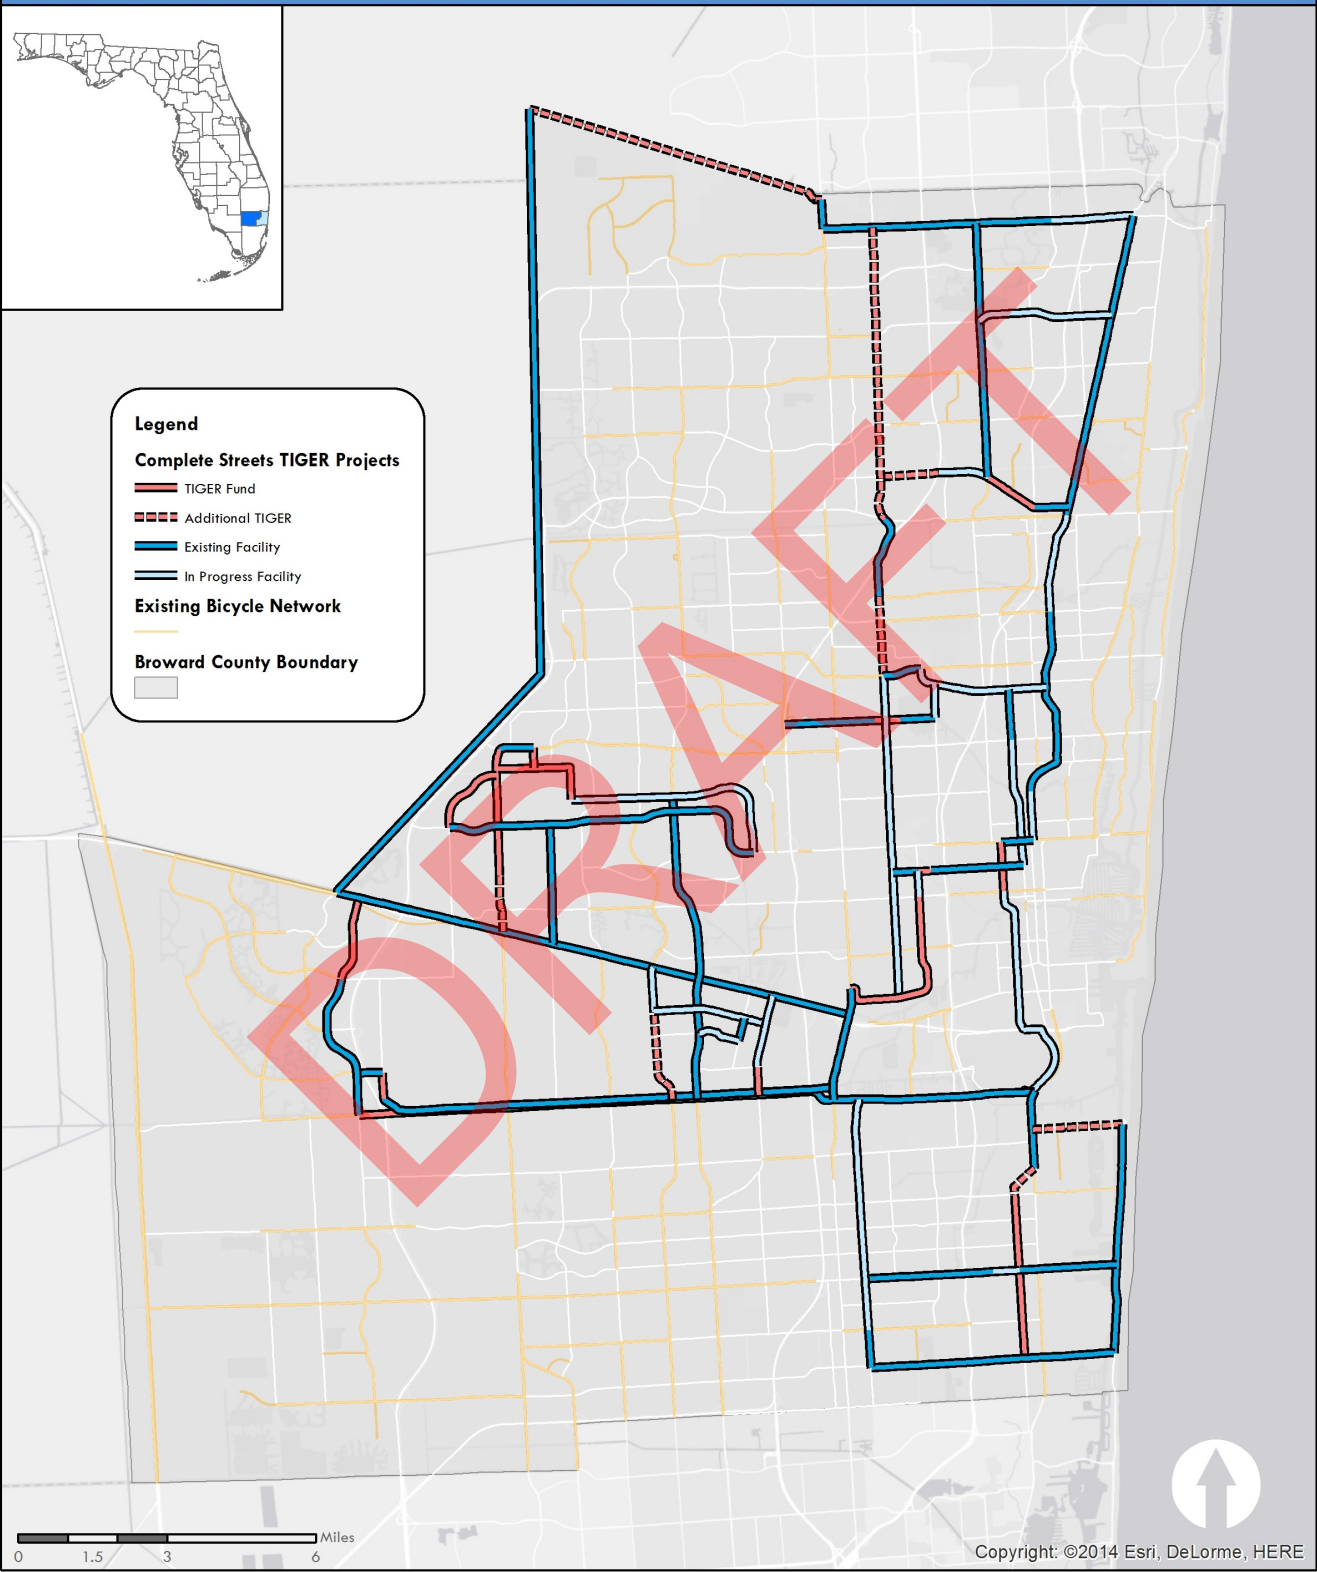 Legend
Complete Streets TIGER Projects
TIGER Fund
Additional TIGER
Existing Facility
In Progress Facility
Existing Bicycle Network
Broward County Boundary
DRAFT
Miles
0 1.5 3 6
Copyright: ©2014 Esri, DeLorme, HERE